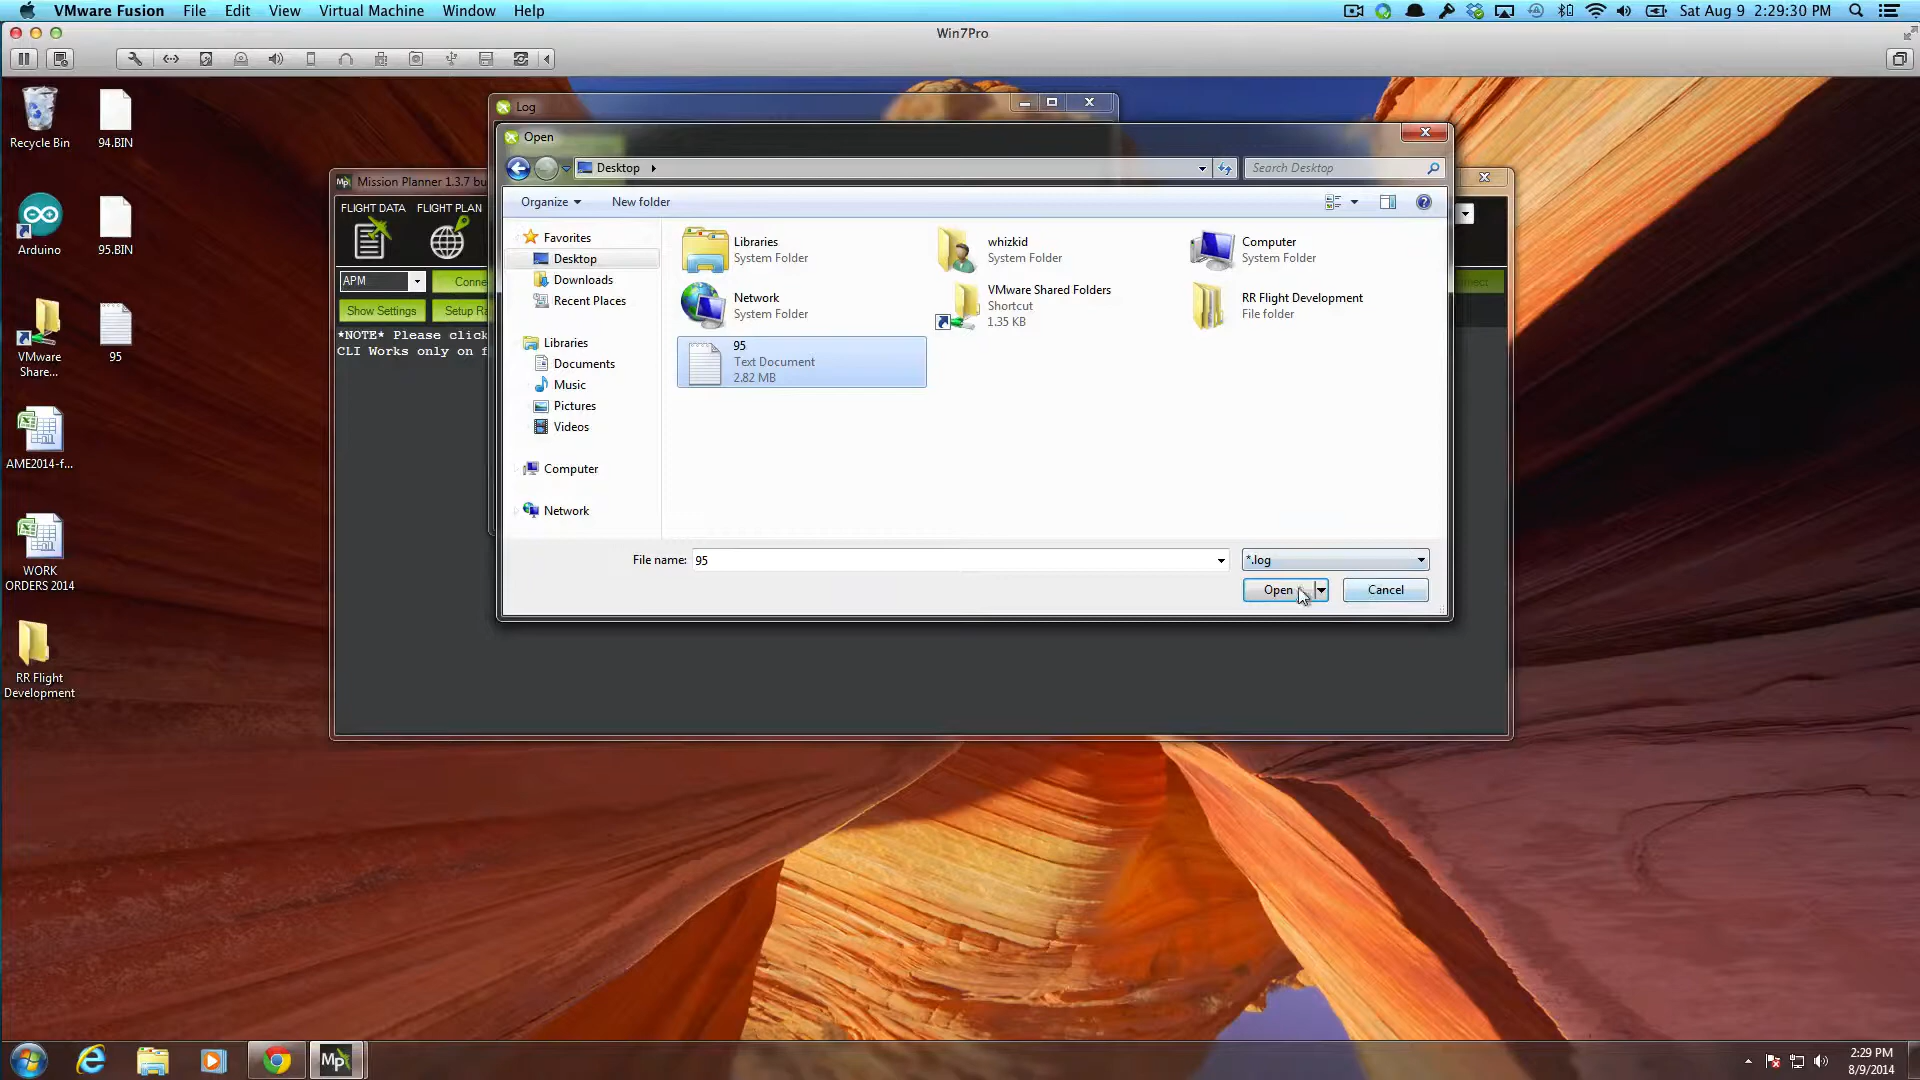 VMware Fusion File Edit View Virtual Machine Window Help Sat Aug 9 2:29:30 PM
Win7Pro
Recycle Bin
94.BIN
Arduino
95.BIN
VMware
Share...
95
AME2014-f...
WORK
ORDERS 2014
RR Flight
Development
Log
Mission Planner 1.3.7 bu
FLIGHT DATA FLIGHT PLAN
APM
Conne
Show Settings
Setup Ra
*NOTE* Please click
CLI Works only on f
Open
Desktop
Search Desktop
Organize New folder
Favorites
Desktop
Downloads
Recent Places
Libraries
Documents
Music
Pictures
Videos
Computer
Network
Libraries
System Folder
whizkid
System Folder
Computer
System Folder
Network
System Folder
VMware Shared Folders
Shortcut
1.35 KB
RR Flight Development
File folder
95
Text Document
2.82 MB
File name: 95
*.log
Open
Cancel
Mp
2:29 PM
8/9/2014